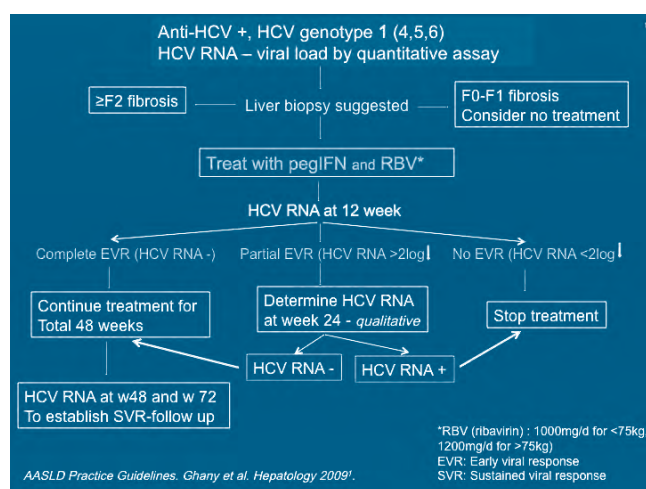 Anti-HCV +, HCV genotype 1 (4,5,6)
HCV RNA – viral load by quantitative assay
≥F2 fibrosis
Liver biopsy suggested
F0-F1 fibrosis
Consider no treatment
Treat with pegIFN and RBV*
HCV RNA at 12 week
Complete EVR (HCV RNA -)
Partial EVR (HCV RNA >2log
No EVR (HCV RNA <2log
Continue treatment for
Total 48 weeks
Determine HCV RNA
at week 24 - qualitative
Stop treatment
HCV RNA -
HCV RNA +
HCV RNA at w48 and w 72
To establish SVR-follow up
*RBV (ribavirin) : 1000mg/d for <75kg,
1200mg/d for >75kg)
EVR: Early viral response
SVR: Sustained viral response
AASLD Practice Guidelines. Ghany et al. Hepatology 2009¹.